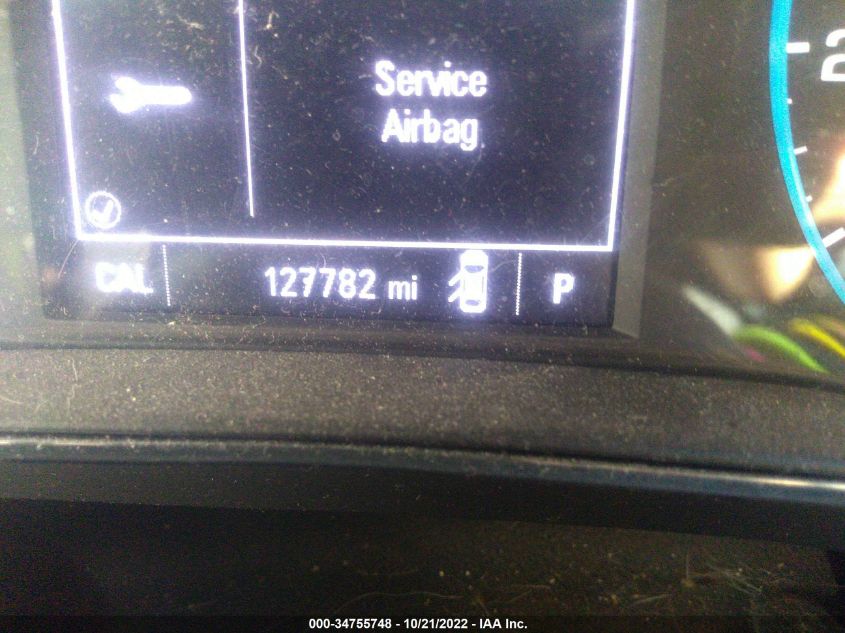 Service
Airbag
CAL 127782 mi P
000-34755748 - 10/21/2022 - IAA Inc.